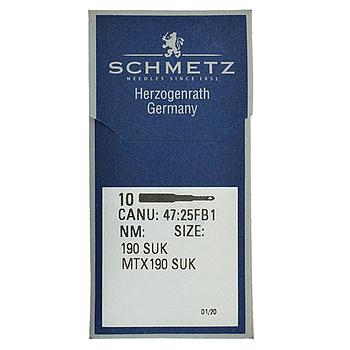 SCHMETZ
NEEDLES SINCE 1851
Herzogenrath
Germany
10
CANU: 47:25FB1
NM: SIZE:
190 SUK
MTX190 SUK
01/20